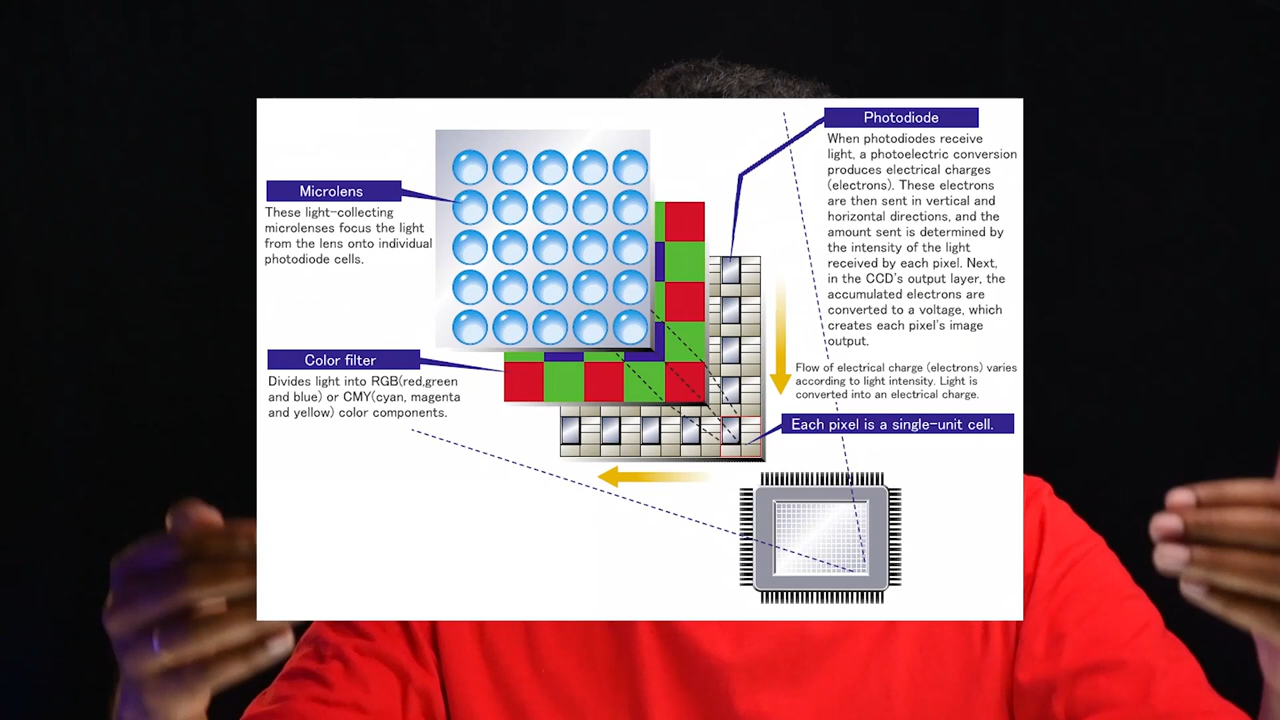 Microlens
These light-collecting
microlenses focus the light
from the lens onto individual
photodiode cells.
Color filter
Divides light into RGB(red,green
and blue) or CMY(cyan, magenta
and yellow) color components.
Photodiode
When photodiodes receive
light, a photoelectric conversion
produces electrical charges
(electrons). These electrons
are then sent in vertical and
horizontal directions, and the
amount sent is determined by
the intensity of the light
received by each pixel. Next,
in the CCD's output layer, the
accumulated electrons are
converted to a voltage, which
creates each pixel's image
output.
Flow of electrical charge (electrons) varies
according to light intensity. Light is
converted into an electrical charge.
Each pixel is a single-unit cell.